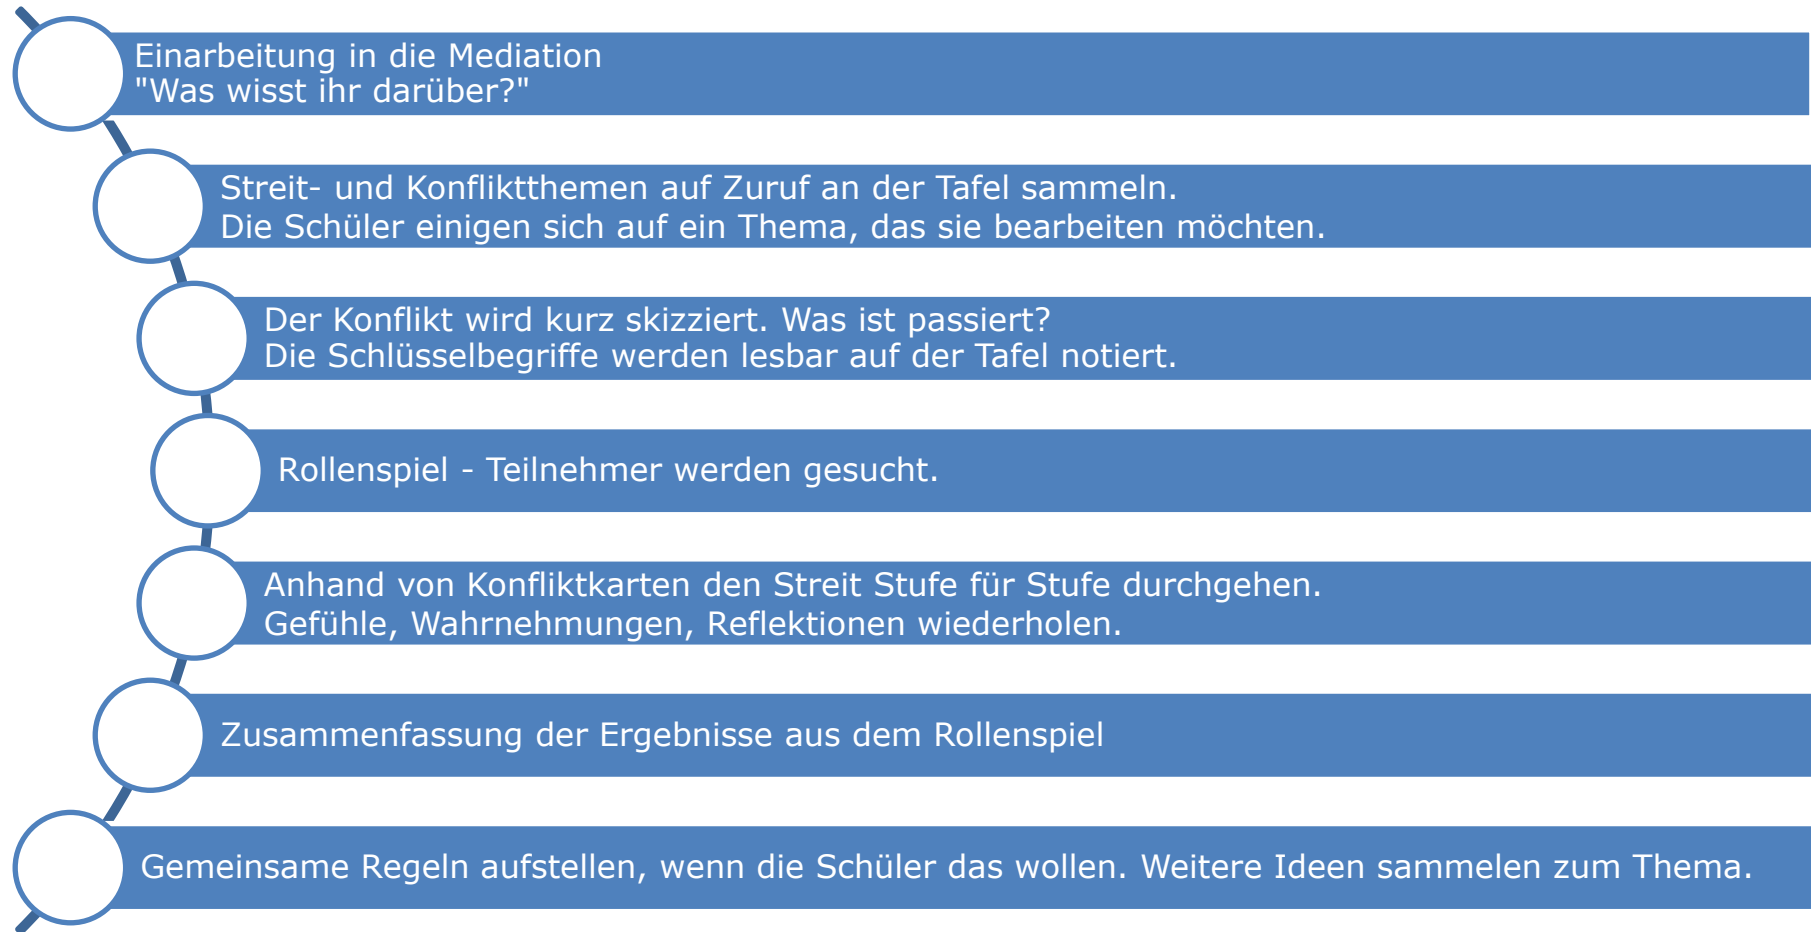 Einarbeitung in die Mediation
"Was wisst ihr darüber?"
Streit- und Konfliktthemen auf Zuruf an der Tafel sammeln.
Die Schüler einigen sich auf ein Thema, das sie bearbeiten möchten.
Der Konflikt wird kurz skizziert. Was ist passiert?
Die Schlüsselbegriffe werden lesbar auf der Tafel notiert.
Rollenspiel - Teilnehmer werden gesucht.
Anhand von Konfliktkarten den Streit Stufe für Stufe durchgehen.
Gefühle, Wahrnehmungen, Reflektionen wiederholen.
Zusammenfassung der Ergebnisse aus dem Rollenspiel
Gemeinsame Regeln aufstellen, wenn die Schüler das wollen. Weitere Ideen sammelen zum Thema.